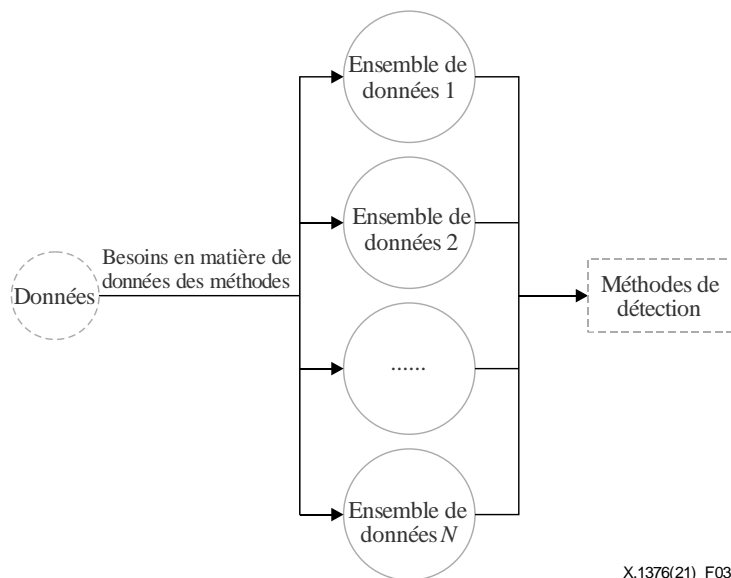 Ensemble de
données 1
Ensemble de
données 2
Besoins en matière de
données des méthodes
Données
Méthodes de
détection
......
Ensemble de
données N
X.1376(21)_F03